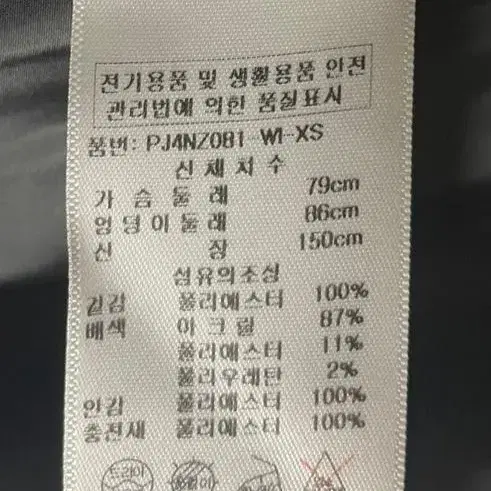 전기용품 및 생활용품 안전
관리법에 의한 품질표시
품번: PJ4NZ081-W1-XS
신체치수
가슴둘레 79cm
엉덩이둘레 86cm
신장 150cm
섬유의조성
겉감 폴리에스터 100%
배색 아크릴 87%
폴리에스터 11%
폴리우레탄 2%
안감 폴리에스터 100%
충전재 폴리에스터 100%
드라이